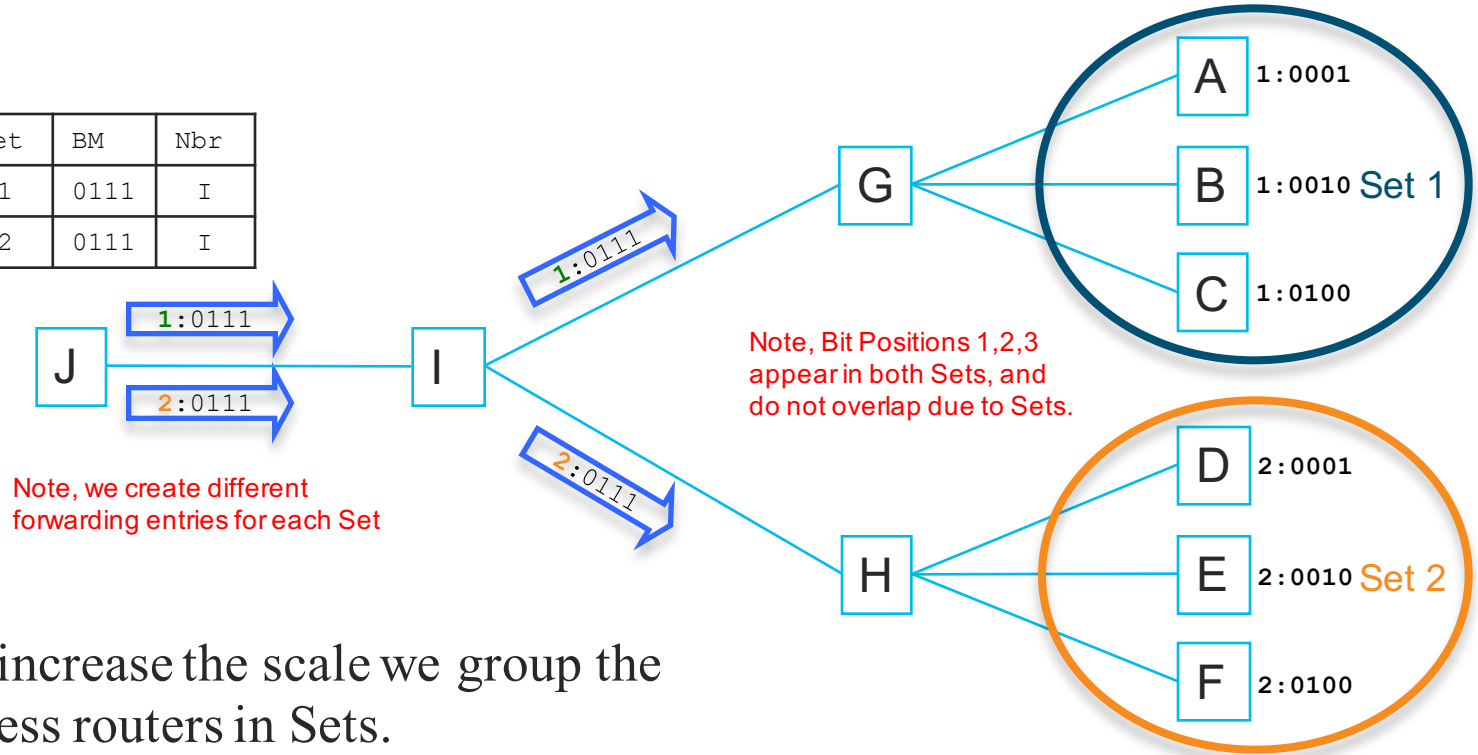 et BM Nbr
1 0111 I
2 0111 I
J
1:0111
2:0111
Note, we create different
forwarding entries for each Set
I
1:0111
2:0111
G
H
Note, Bit Positions 1,2,3
appear in both Sets, and
do not overlap due to Sets.
A 1:0001
B 1:0010 Set 1
C 1:0100
D 2:0001
E 2:0010 Set 2
F 2:0100
increase the scale we group the
ess routers in Sets.